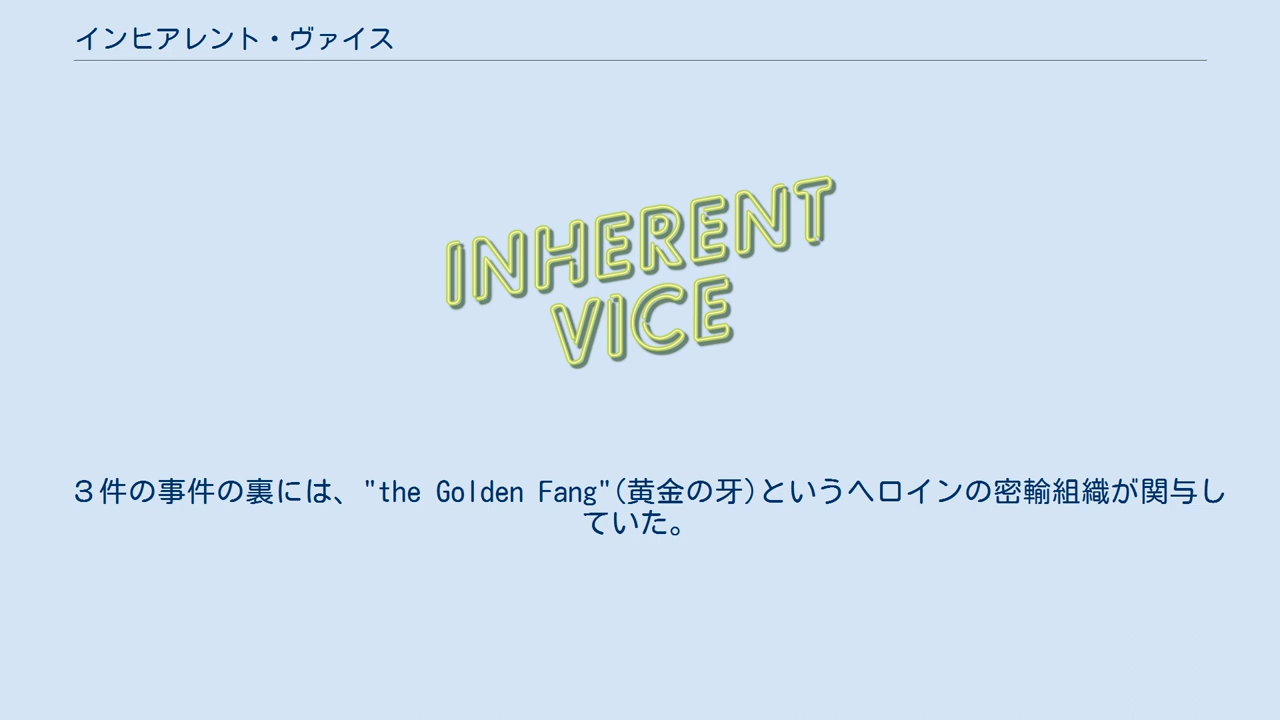 インヒアレント・ヴァイス
INHERENT
VICE
３件の事件の裏には、"the Golden Fang"(黄金の牙)というヘロインの密輸組織が関与し
ていた。